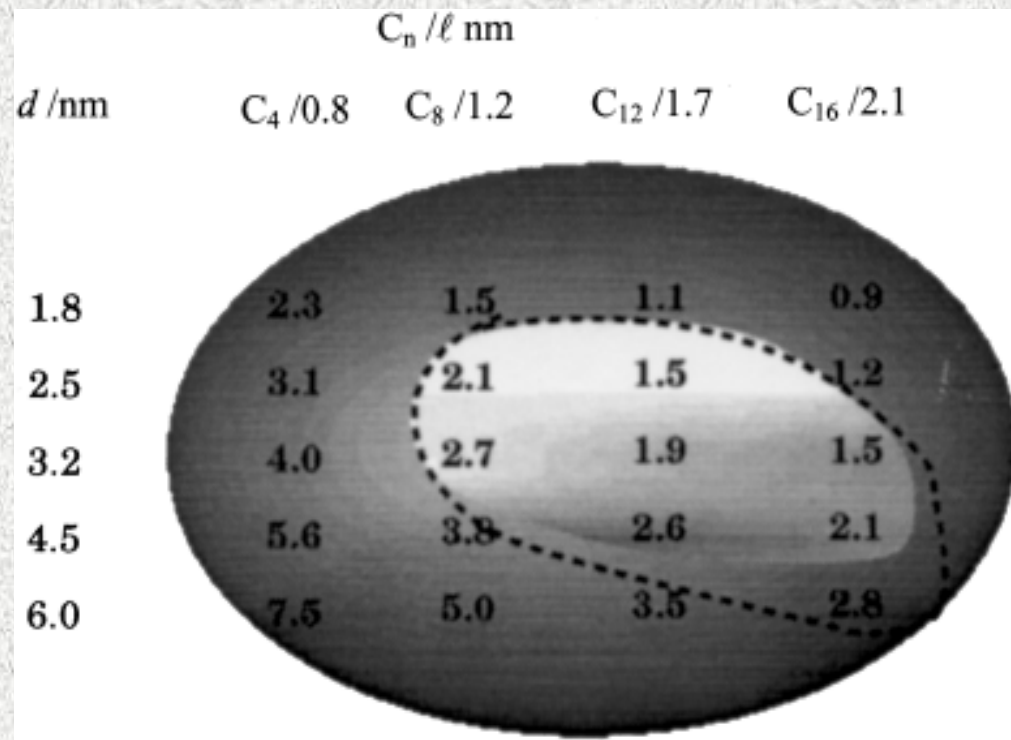 Cₙ /ℓ nm
d /nm C₄ /0.8 C₈ /1.2 C₁₂ /1.7 C₁₆ /2.1
1.8 2.3 1.5 1.1 0.9
2.5 3.1 2.1 1.5 1.2
3.2 4.0 2.7 1.9 1.5
4.5 5.6 3.8 2.6 2.1
6.0 7.5 5.0 3.5 2.8